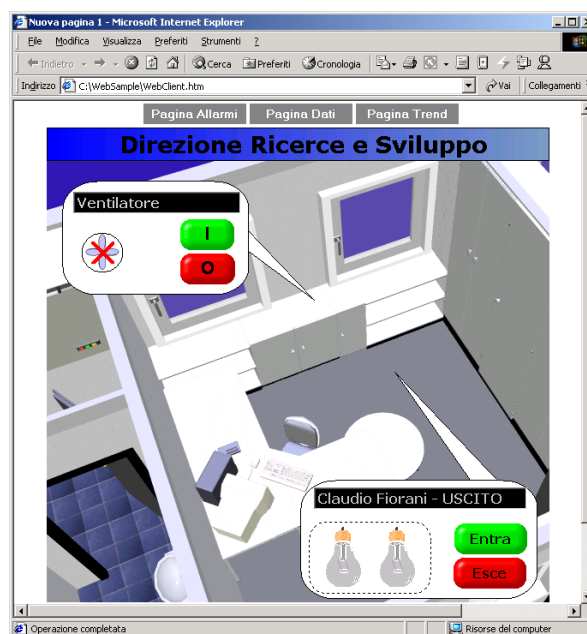 Nuova pagina 1 - Microsoft Internet Explorer
File Modifica Visualizza Preferiti Strumenti ?
Indietro Cerca Preferiti Cronologia
Indirizzo C:\WebSample\WebClient.htm Vai Collegamenti
Pagina Allarmi Pagina Dati Pagina Trend
Direzione Ricerce e Sviluppo
Ventilatore
I
O
Claudio Fiorani - USCITO
Entra
Esce
Operazione completata Risorse del computer